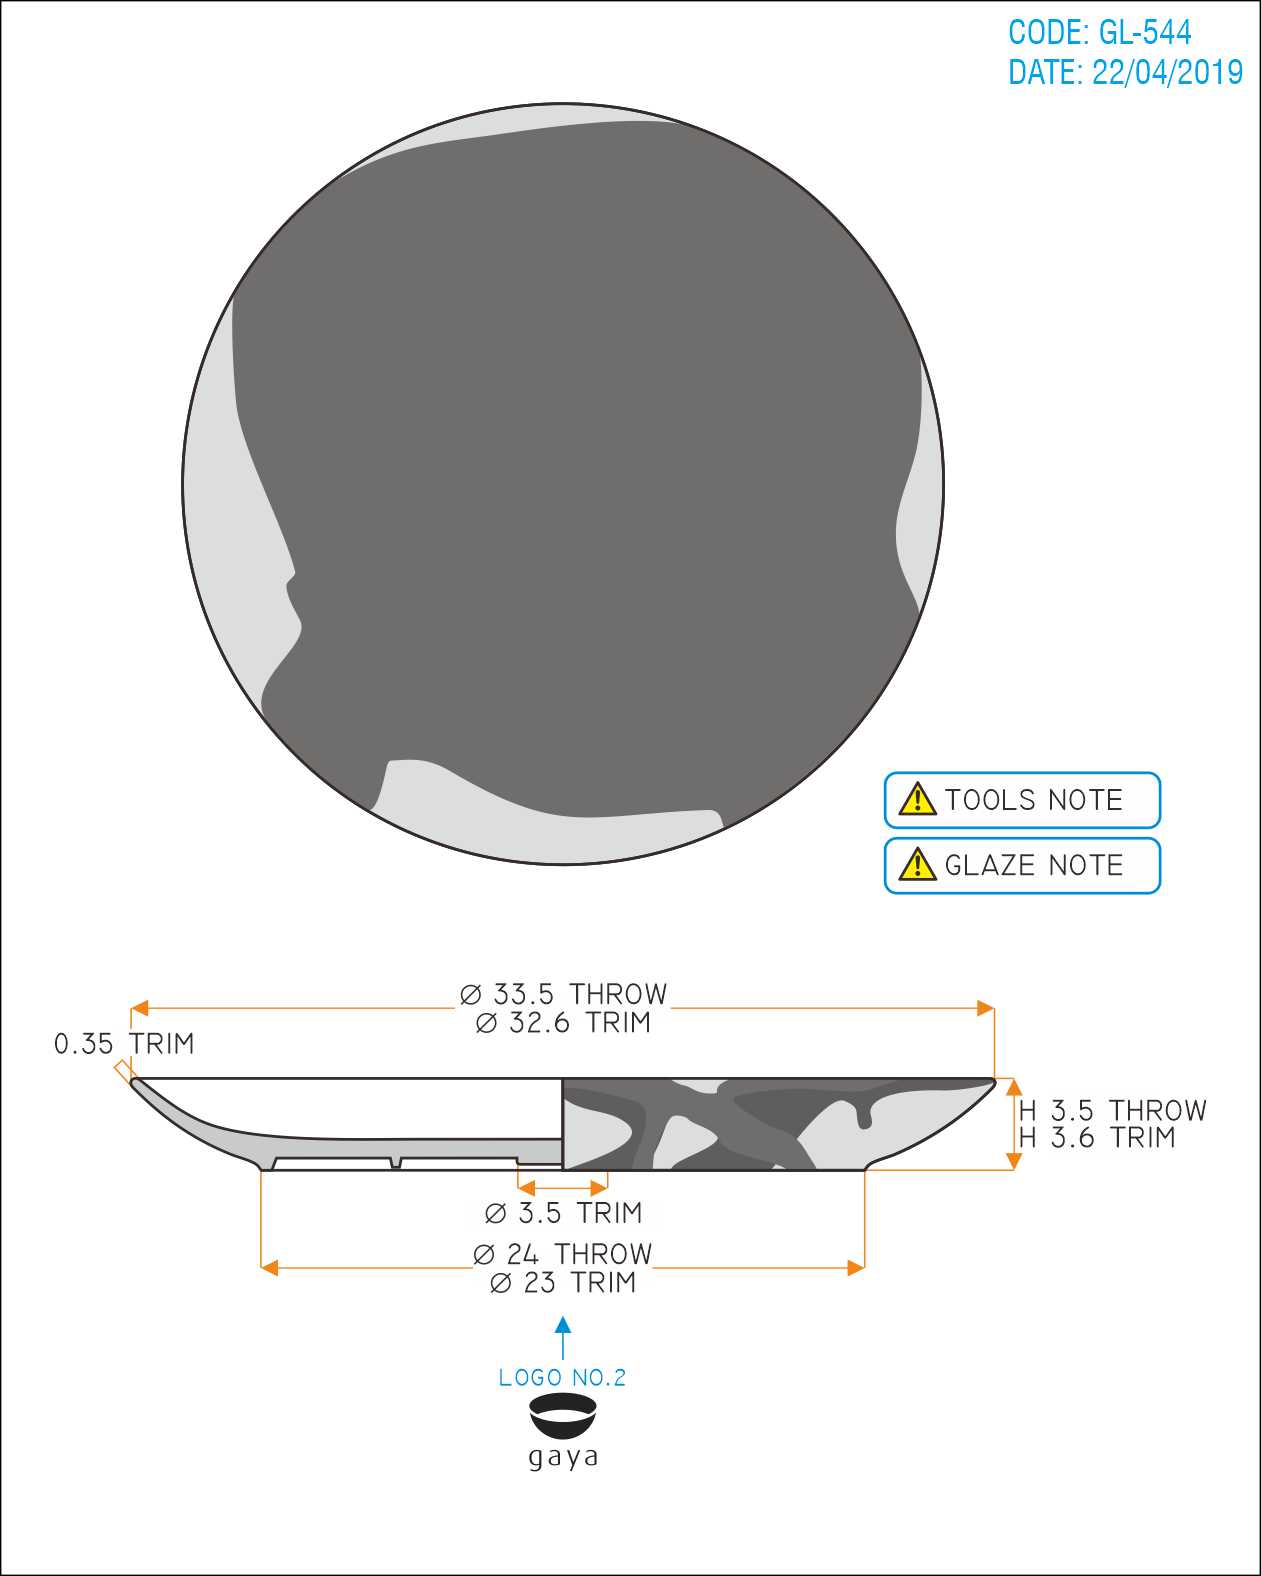 CODE: GL-544
DATE: 22/04/2019
TOOLS NOTE
GLAZE NOTE
Ø 33.5 THROW
Ø 32.6 TRIM
0.35 TRIM
H 3.5 THROW
H 3.6 TRIM
Ø 3.5 TRIM
Ø 24 THROW
Ø 23 TRIM
LOGO NO.2
gaya